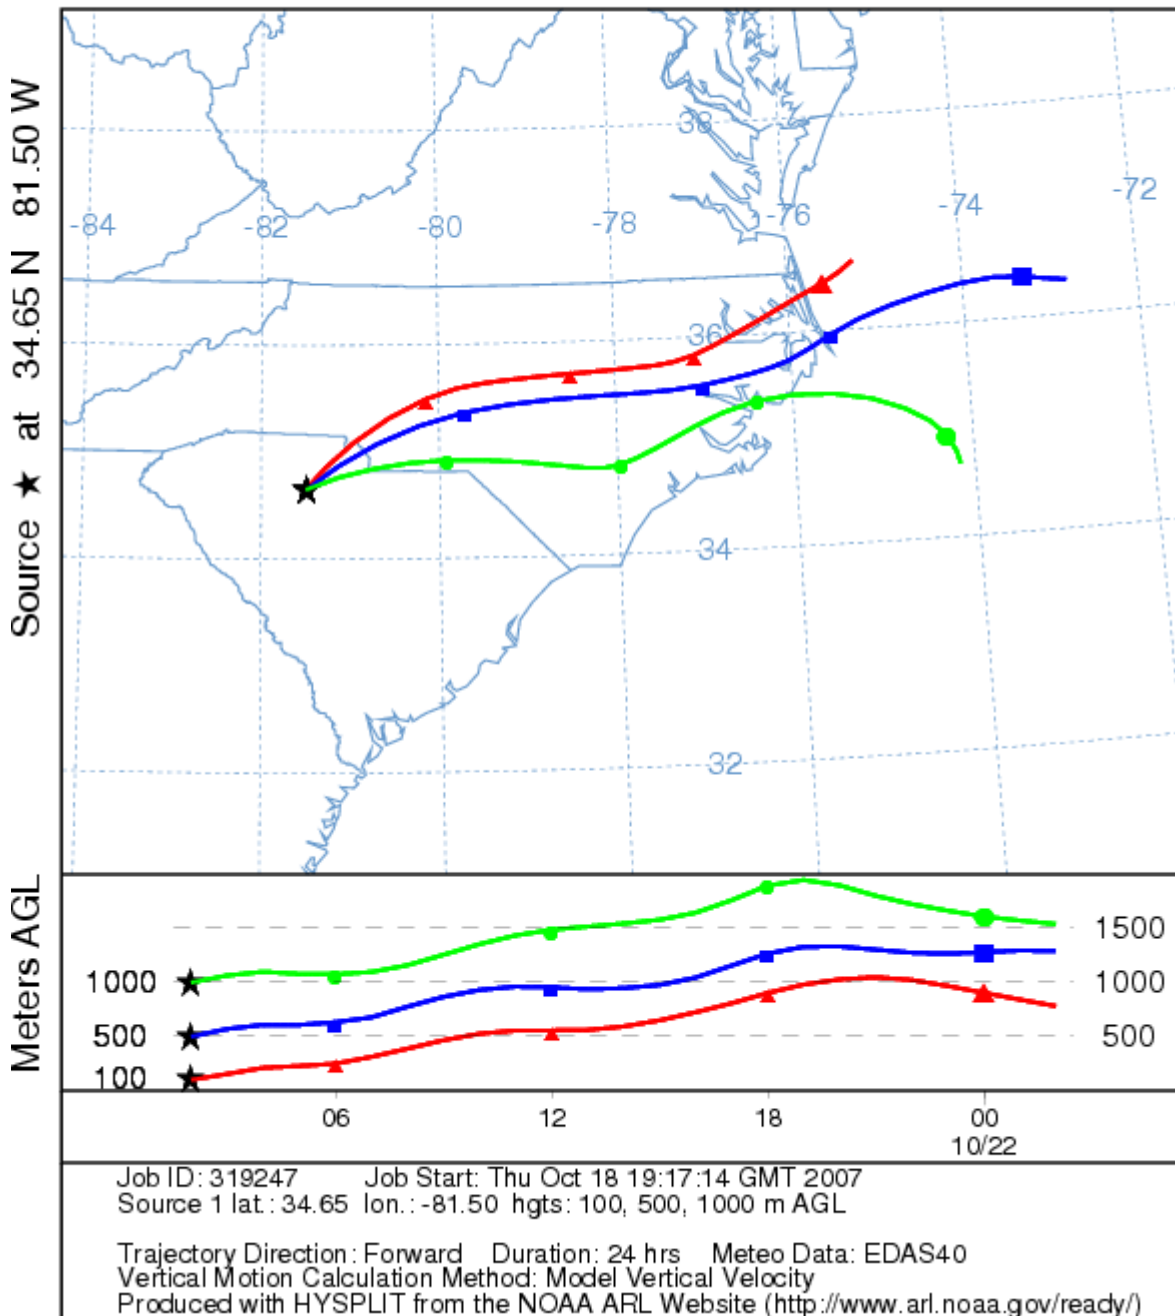 Source ★ at 34.65 N 81.50 W
38
-84
-82
-80
-78
-76
-74
-72
36
34
32
Meters AGL
1500
1000
1000
500
500
100
06 12 18 00
10/22
Job ID: 319247 Job Start: Thu Oct 18 19:17:14 GMT 2007
Source 1 lat.: 34.65 lon.: -81.50 hgts: 100, 500, 1000 m AGL
Trajectory Direction: Forward Duration: 24 hrs Meteo Data: EDAS40
Vertical Motion Calculation Method: Model Vertical Velocity
Produced with HYSPLIT from the NOAA ARL Website (http://www.arl.noaa.gov/ready/)